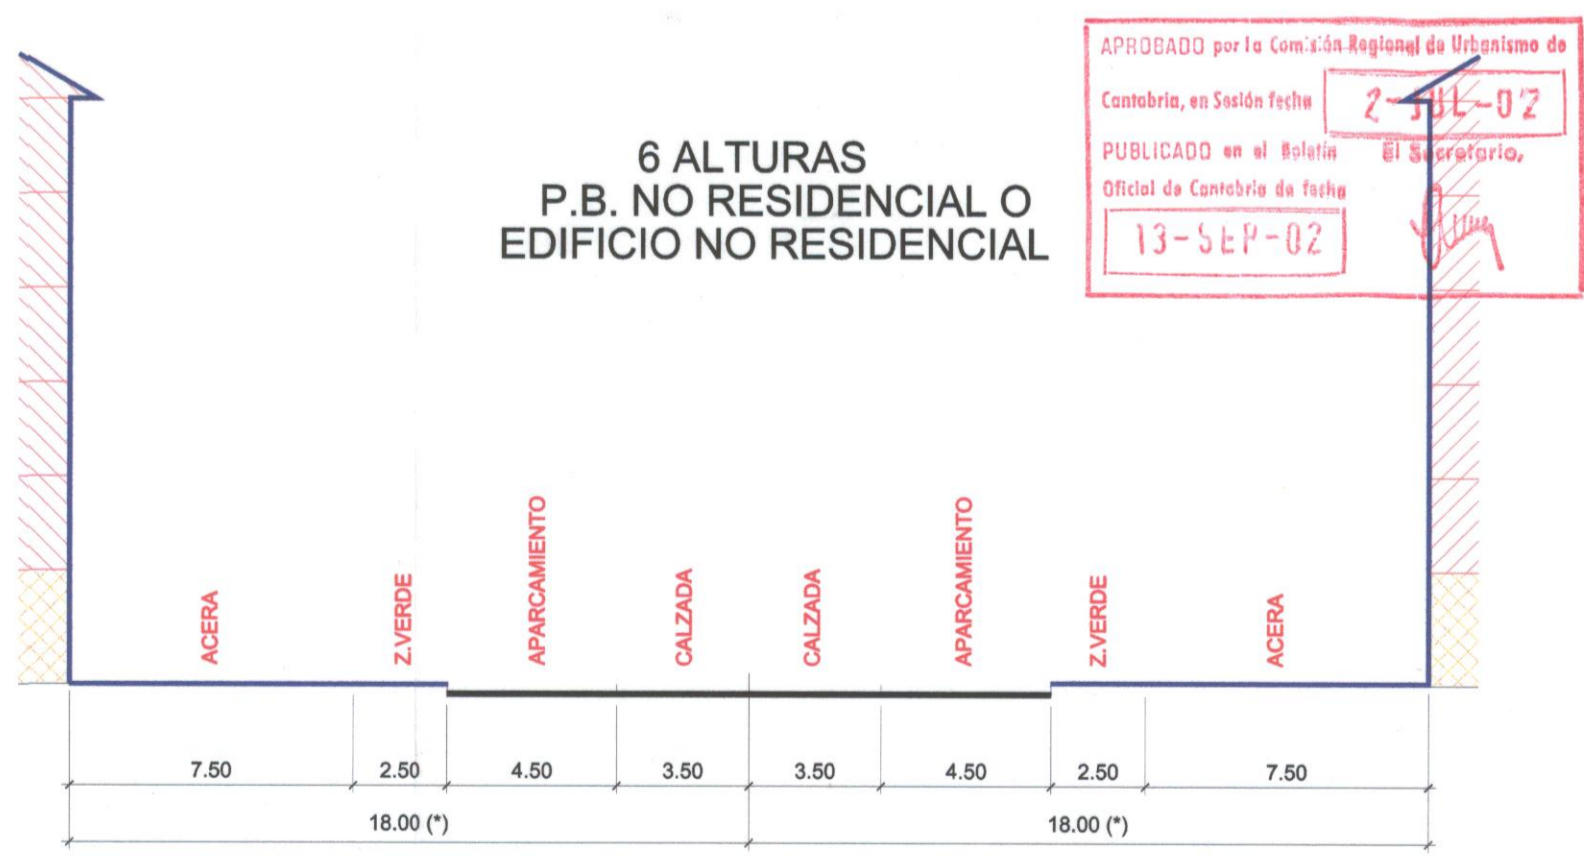 APROBADO por la Comisión Regional de Urbanismo de
Cantabria, en Sesión fecha 2-JUL-02
PUBLICADO en el Boletín El Secretario,
Oficial de Cantabria de fecha
13-SEP-02
6 ALTURAS
P.B. NO RESIDENCIAL O
EDIFICIO NO RESIDENCIAL
ACERA
Z.VERDE
APARCAMIENTO
CALZADA
CALZADA
APARCAMIENTO
Z.VERDE
ACERA
7.50 2.50 4.50 3.50 3.50 4.50 2.50 7.50
18.00 (*) 18.00 (*)